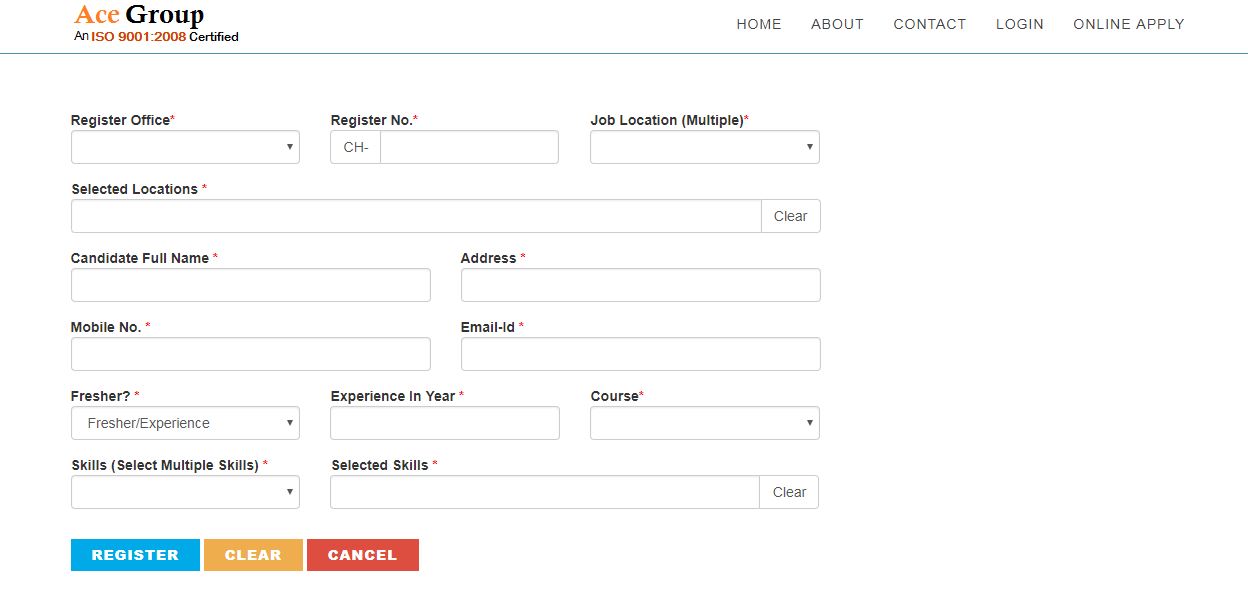 Ace Group
An ISO 9001:2008 Certified
HOME ABOUT CONTACT LOGIN ONLINE APPLY
Register Office* Register No.* Job Location (Multiple)*
CH-
Selected Locations *
Clear
Candidate Full Name * Address *
Mobile No. * Email-Id *
Fresher? * Experience In Year * Course*
Fresher/Experience
Skills (Select Multiple Skills) * Selected Skills *
Clear
REGISTER CLEAR CANCEL